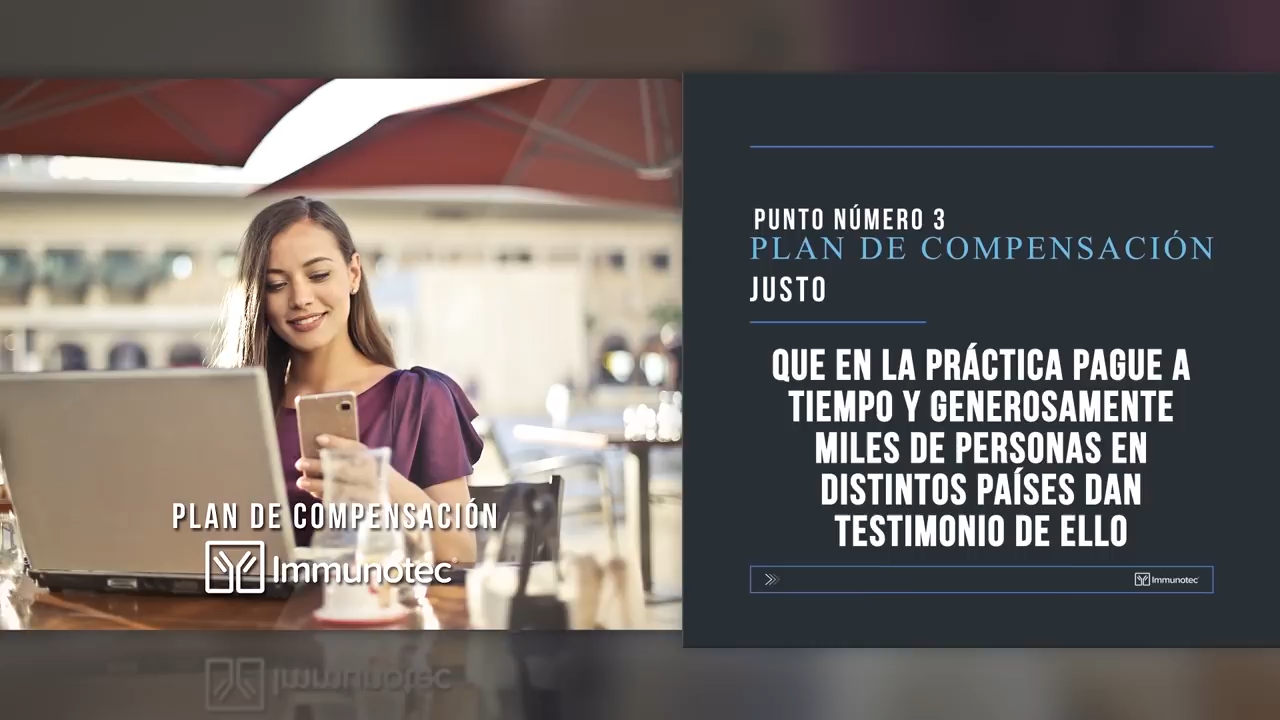 PLAN DE COMPENSACIÓN
Immunotec
PUNTO NÚMERO 3
PLAN DE COMPENSACIÓN
JUSTO
QUE EN LA PRÁCTICA PAGUE A
TIEMPO Y GENEROSAMENTE
MILES DE PERSONAS EN
DISTINTOS PAÍSES DAN
TESTIMONIO DE ELLO
Immunotec